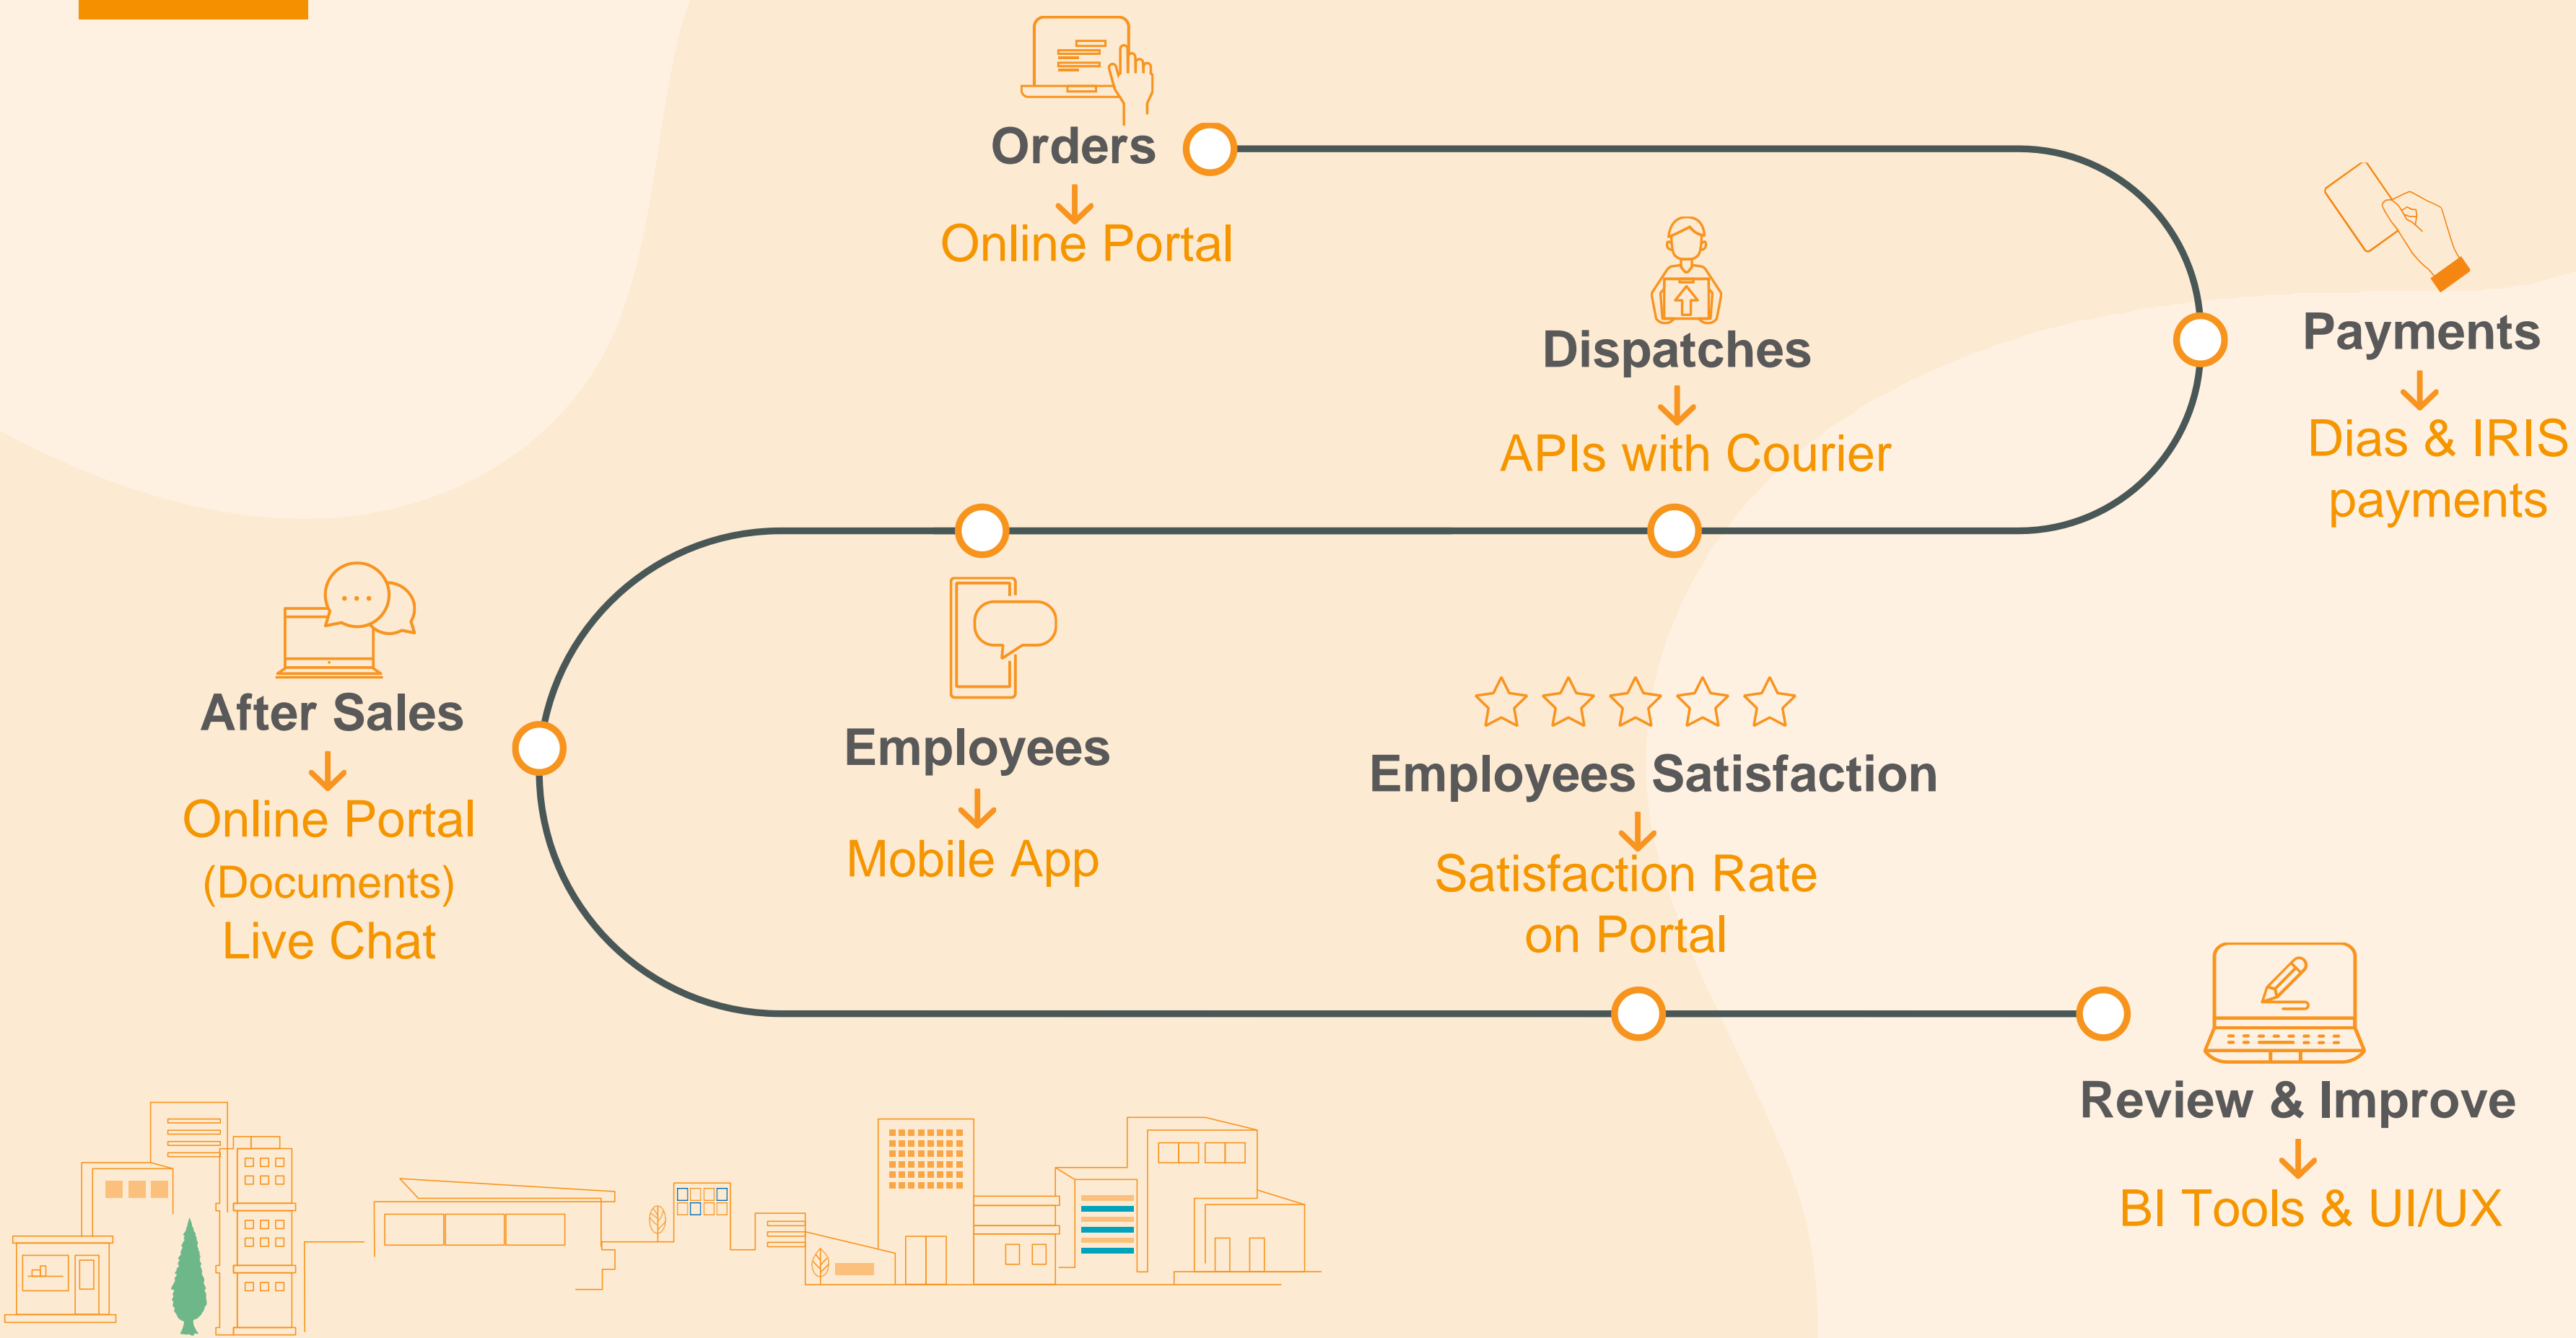 Orders
Online Portal
Payments
Dias & IRIS
payments
Dispatches
APIs with Courier
Employees
Mobile App
After Sales
Online Portal
(Documents)
Live Chat
Employees Satisfaction
Satisfaction Rate
on Portal
Review & Improve
BI Tools & UI/UX